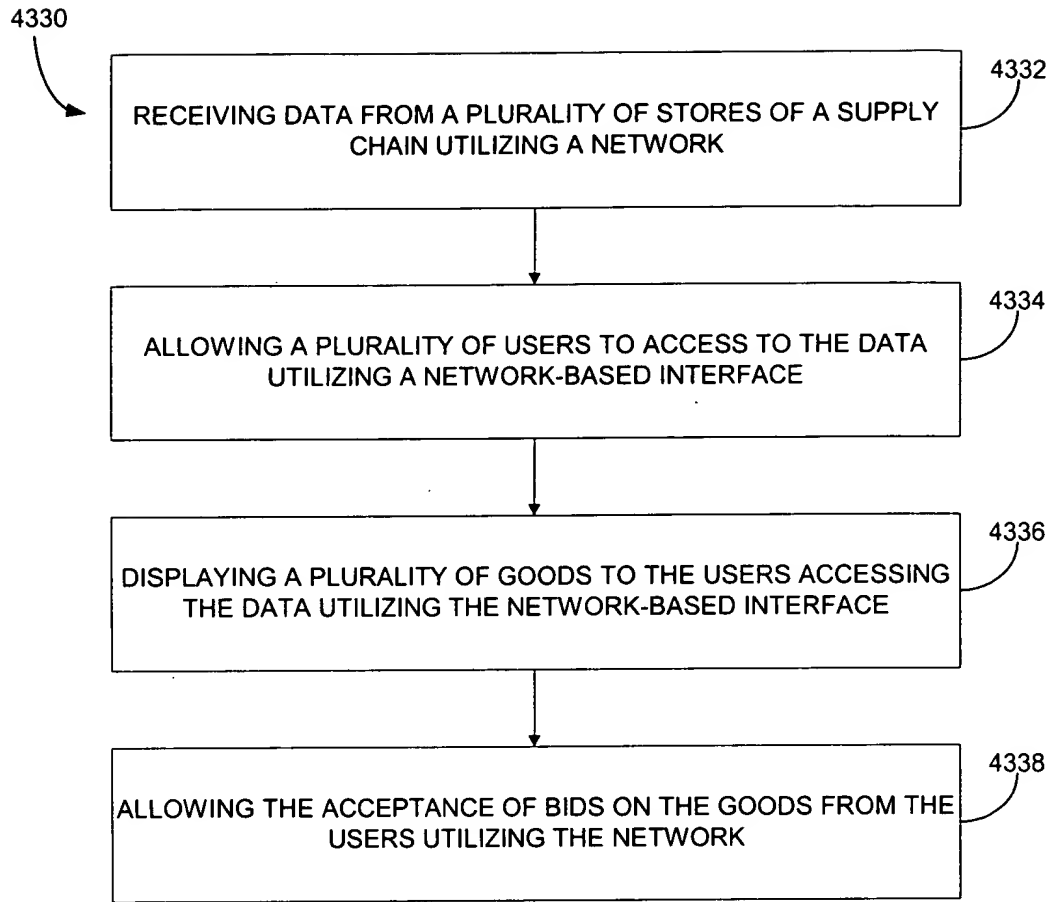 4330
4332
RECEIVING DATA FROM A PLURALITY OF STORES OF A SUPPLY
CHAIN UTILIZING A NETWORK
4334
ALLOWING A PLURALITY OF USERS TO ACCESS TO THE DATA
UTILIZING A NETWORK-BASED INTERFACE
4336
DISPLAYING A PLURALITY OF GOODS TO THE USERS ACCESSING
THE DATA UTILIZING THE NETWORK-BASED INTERFACE
4338
ALLOWING THE ACCEPTANCE OF BIDS ON THE GOODS FROM THE
USERS UTILIZING THE NETWORK